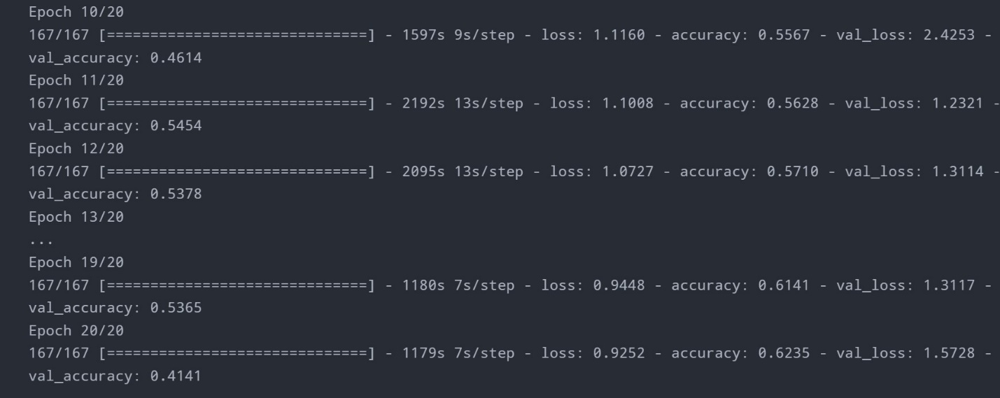 Epoch 10/20
167/167 [==============================] - 1597s 9s/step - loss: 1.1160 - accuracy: 0.5567 - val_loss: 2.4253 -
val_accuracy: 0.4614
Epoch 11/20
167/167 [==============================] - 2192s 13s/step - loss: 1.1008 - accuracy: 0.5628 - val_loss: 1.2321 -
val_accuracy: 0.5454
Epoch 12/20
167/167 [==============================] - 2095s 13s/step - loss: 1.0727 - accuracy: 0.5710 - val_loss: 1.3114 -
val_accuracy: 0.5378
Epoch 13/20
...
Epoch 19/20
167/167 [==============================] - 1180s 7s/step - loss: 0.9448 - accuracy: 0.6141 - val_loss: 1.3117 -
val_accuracy: 0.5365
Epoch 20/20
167/167 [==============================] - 1179s 7s/step - loss: 0.9252 - accuracy: 0.6235 - val_loss: 1.5728 -
val_accuracy: 0.4141